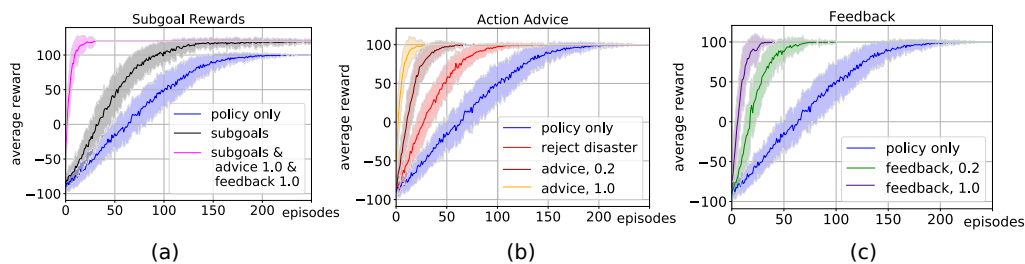 Subgoal Rewards
average reward
100
50
0
−50
−100
policy only
subgoals
subgoals &
advice 1.0 &
feedback 1.0
0 50 100 150 200 episodes
(a)
Action Advice
average reward
100
50
0
−50
−100
policy only
reject disaster
advice, 0.2
advice, 1.0
0 50 100 150 200 episodes
(b)
Feedback
average reward
100
50
0
−50
−100
policy only
feedback, 0.2
feedback, 1.0
0 50 100 150 200 episodes
(c)